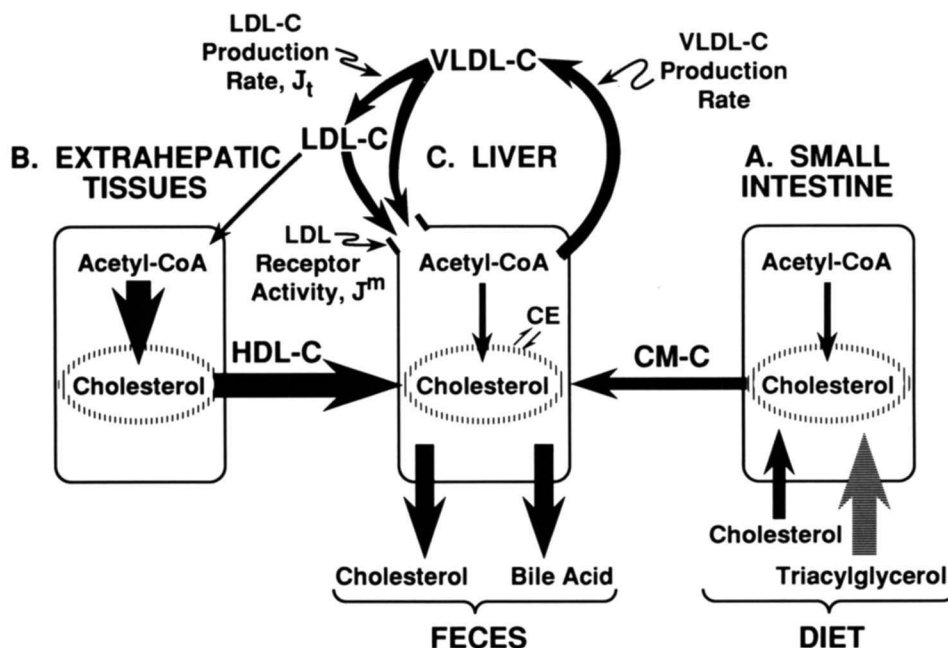 LDL-C
Production
Rate, Jt
VLDL-C
VLDL-C
Production
Rate
LDL-C
B. EXTRAHEPATIC
TISSUES
C. LIVER
A. SMALL
INTESTINE
LDL
Receptor
Activity, Jm
Acetyl-CoA
Acetyl-CoA
Acetyl-CoA
CE
HDL-C
CM-C
Cholesterol
Cholesterol
Cholesterol
Cholesterol
Bile Acid
Cholesterol
Triacylglycerol
FECES
DIET